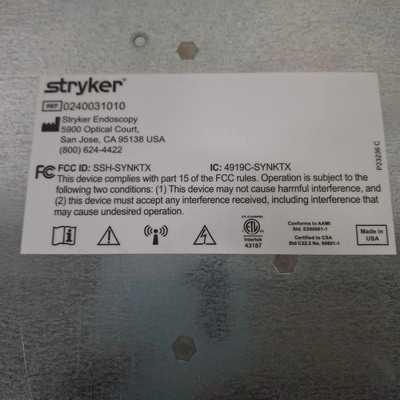 stryker®
REF 0240031010
Stryker Endoscopy
5900 Optical Court,
San Jose, CA 95138 USA
(800) 624-4422
P23236 C
FC FCC ID: SSH-SYNKTX IC: 4919C-SYNKTX
This device complies with part 15 of the FCC rules. Operation is subject to the
following two conditions: (1) This device may not cause harmful interference, and
(2) this device must accept any interference received, including interference that
may cause undesired operation.
ETL CLASSIFIED
ETL
Intertek
43187
Conforms to AAMI
Std. ES60601-1
Certified to CSA
Std C22.2 No. 60601-1
Made in
USA